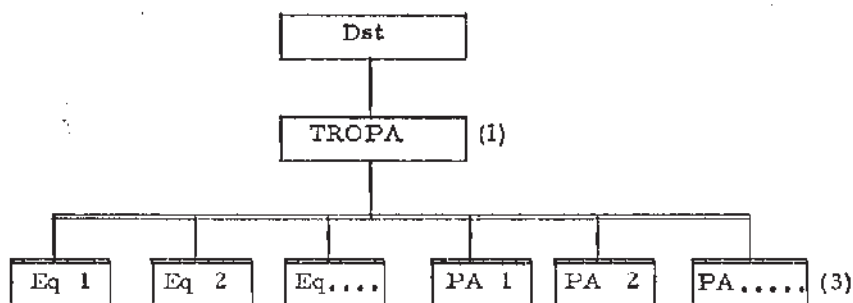 Dst
TROPA (1)
Eq 1 Eq 2 Eq.... PA 1 PA 2 PA..... (3)